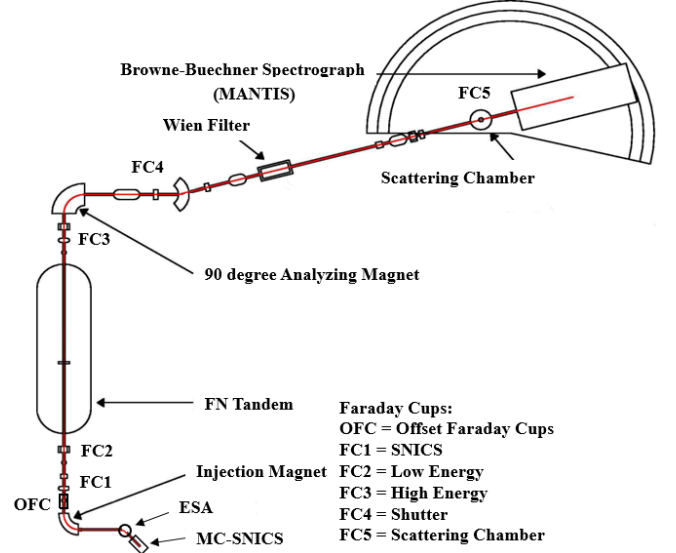 Browne-Buechner Spectrograph
(MANTIS)
FC5
Wien Filter
FC4
Scattering Chamber
FC3
90 degree Analyzing Magnet
FN Tandem
Faraday Cups:
OFC = Offset Faraday Cups
FC1 = SNICS
FC2 = Low Energy
FC3 = High Energy
FC4 = Shutter
FC5 = Scattering Chamber
FC2
Injection Magnet
FC1
OFC
ESA
MC-SNICS